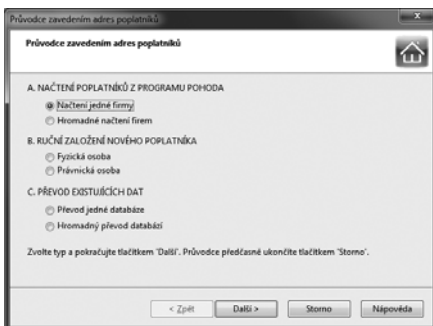 Průvodce zavedením adres poplatníků
Průvodce zavedením adres poplatníků
A. NAČTENÍ POPLATNÍKŮ Z PROGRAMU POHODA
Načtení jedné firmy
Hromadné načtení firem
B. RUČNÍ ZALOŽENÍ NOVÉHO POPLATNÍKA
Fyzická osoba
Právnická osoba
C. PŘEVOD EXISTUJÍCÍCH DAT
Převod jedné databáze
Hromadný převod databází
Zvolte typ a pokračujte tlačítkem 'Další'. Průvodce předčasně ukončíte tlačítkem 'Storno'.
< Zpět Další > Storno Nápověda